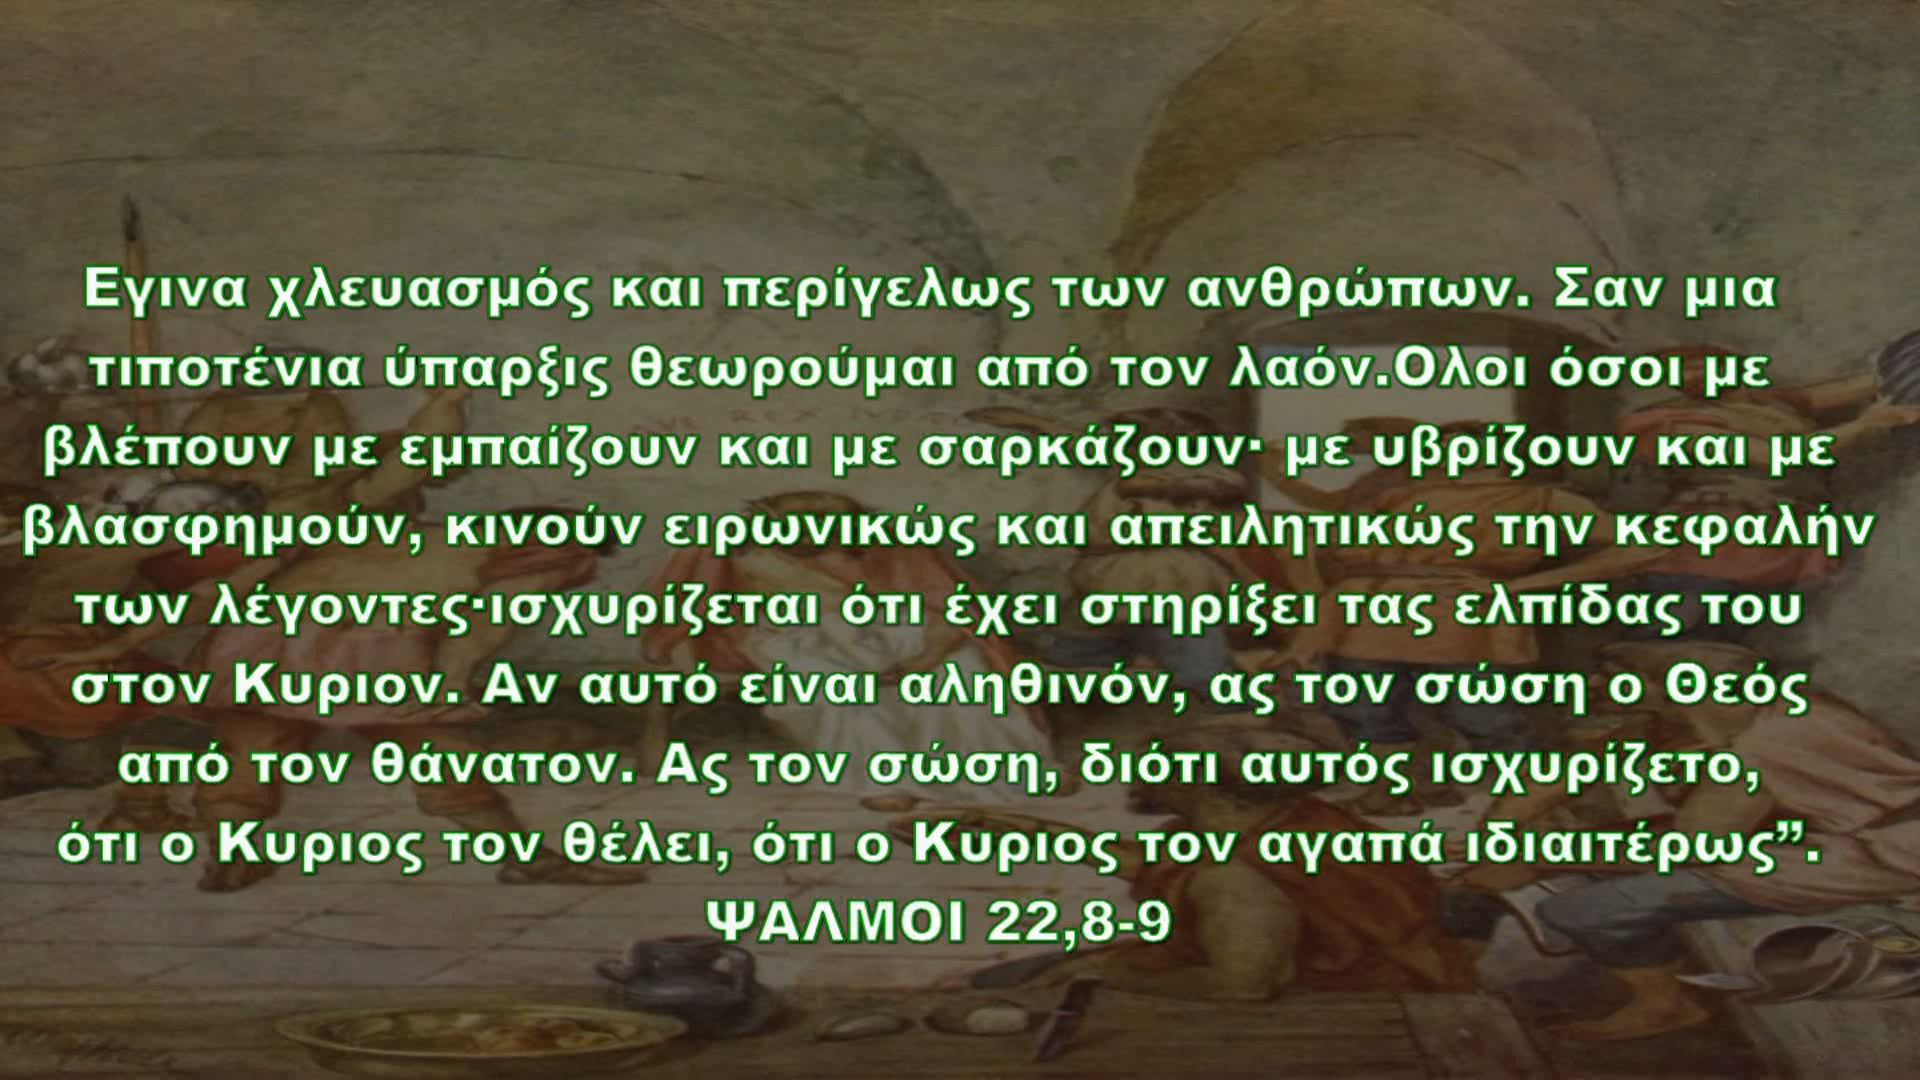 Εγινα χλευασμός και περίγελως των ανθρώπων. Σαν μια
τιποτένια ύπαρξις θεωρούμαι από τον λαόν.Ολοι όσοι με
βλέπουν με εμπαίζουν και με σαρκάζουν· με υβρίζουν και με
βλασφημούν, κινούν ειρωνικώς και απειλητικώς την κεφαλήν
των λέγοντες·ισχυρίζεται ότι έχει στηρίξει τας ελπίδας του
στον Κυριον. Αν αυτό είναι αληθινόν, ας τον σώση ο Θεός
από τον θάνατον. Ας τον σώση, διότι αυτός ισχυρίζετο,
ότι ο Κυριος τον θέλει, ότι ο Κυριος τον αγαπά ιδιαιτέρως”.
ΨΑΛΜΟΙ 22,8-9